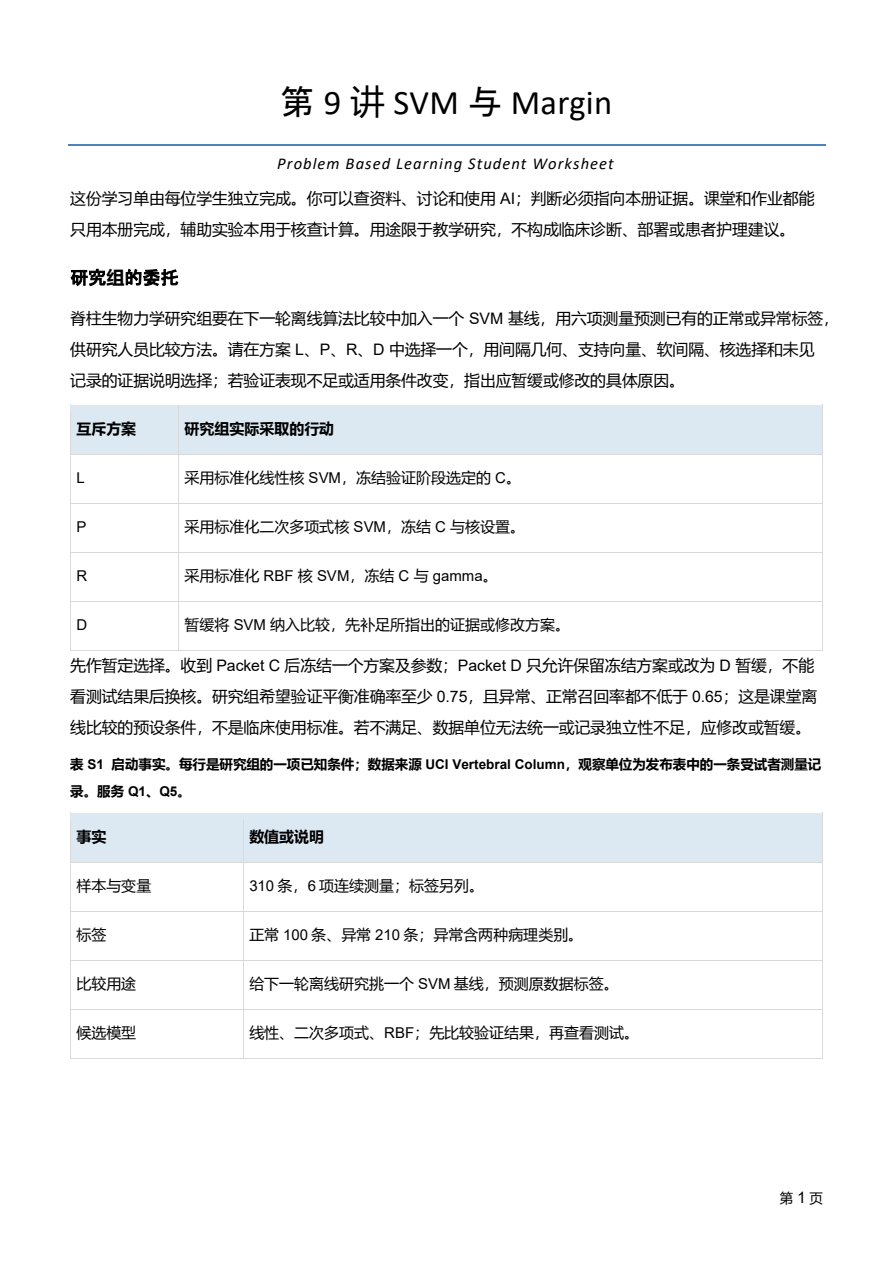 第 9 讲 SVM 与 Margin
Problem Based Learning Student Worksheet
这份学习单由每位学生独立完成。你可以查资料、讨论和使用 AI；判断必须指向本册证据。课堂和作业都能
只用本册完成，辅助实验本用于核查计算。用途限于教学研究，不构成临床诊断、部署或患者护理建议。
研究组的委托
脊柱生物力学研究组要在下一轮离线算法比较中加入一个 SVM 基线，用六项测量预测已有的正常或异常标签，
供研究人员比较方法。请在方案 L、P、R、D 中选择一个，用间隔几何、支持向量、软间隔、核选择和未见
记录的证据说明选择；若验证表现不足或适用条件改变，指出应暂缓或修改的具体原因。
互斥方案 研究组实际采取的行动
L 采用标准化线性核 SVM，冻结验证阶段选定的 C。
P 采用标准化二次多项式核 SVM，冻结 C 与核设置。
R 采用标准化 RBF 核 SVM，冻结 C 与 gamma。
D 暂缓将 SVM 纳入比较，先补足所指出的证据或修改方案。
先作暂定选择。收到 Packet C 后冻结一个方案及参数；Packet D 只允许保留冻结方案或改为 D 暂缓，不能
看测试结果后换核。研究组希望验证平衡准确率至少 0.75，且异常、正常召回率都不低于 0.65；这是课堂离
线比较的预设条件，不是临床使用标准。若不满足、数据单位无法统一或记录独立性不足，应修改或暂缓。
表 S1 启动事实。每行是研究组的一项已知条件；数据来源 UCI Vertebral Column，观察单位为发布表中的一条受试者测量记
录。服务 Q1、Q5。
事实 数值或说明
样本与变量 310 条，6 项连续测量；标签另列。
标签 正常 100 条、异常 210 条；异常含两种病理类别。
比较用途 给下一轮离线研究挑一个 SVM 基线，预测原数据标签。
候选模型 线性、二次多项式、RBF；先比较验证结果，再查看测试。
第 1 页